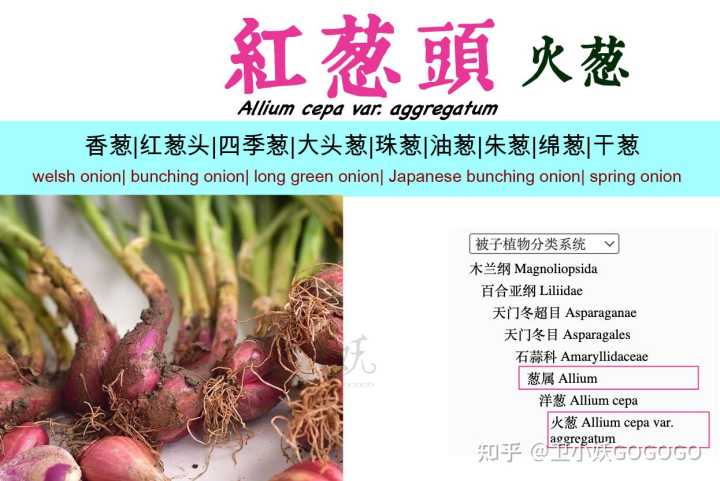 紅葱頭 火葱
Allium cepa var. aggregatum
香葱|红葱头|四季葱|大头葱|珠葱|油葱|朱葱|绵葱|干葱
welsh onion| bunching onion| long green onion| Japanese bunching onion| spring onion
被子植物分类系统
木兰纲 Magnoliopsida
百合亚纲 Liliidae
天门冬超目 Asparaganae
天门冬目 Asparagales
石蒜科 Amaryllidaceae
葱属 Allium
洋葱 Allium cepa
火葱 Allium cepa var.
aggregatum
知乎 @卫小妖GOGOGO